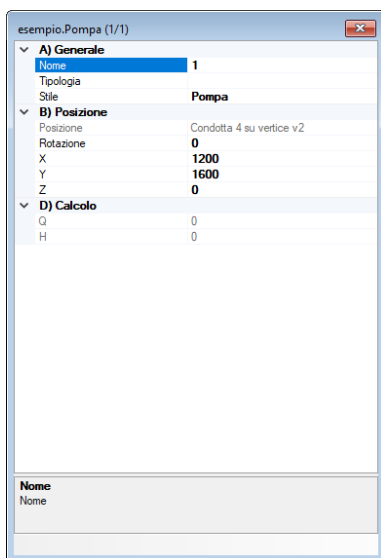 esempio.Pompa (1/1)
A) Generale
Nome 1
Tipologia
Stile Pompa
B) Posizione
Posizione Condotta 4 su vertice v2
Rotazione 0
X 1200
Y 1600
Z 0
D) Calcolo
Q 0
H 0
Nome
Nome